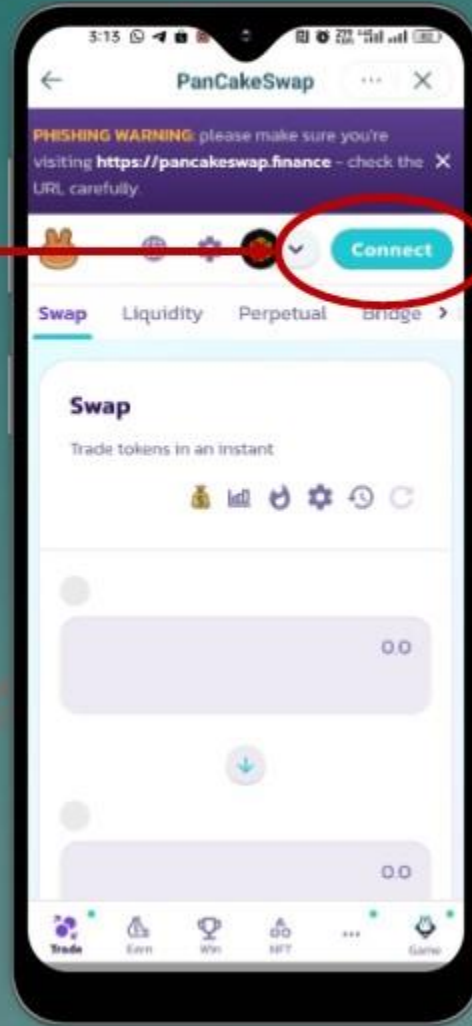 3:13
PanCakeSwap
PHISHING WARNING: please make sure you're
visiting https://pancakeswap.finance - check the
URL carefully.
Connect
Swap Liquidity Perpetual Bridge
Swap
Trade tokens in an instant
0.0
0.0
Trade Earn Win NFT Game